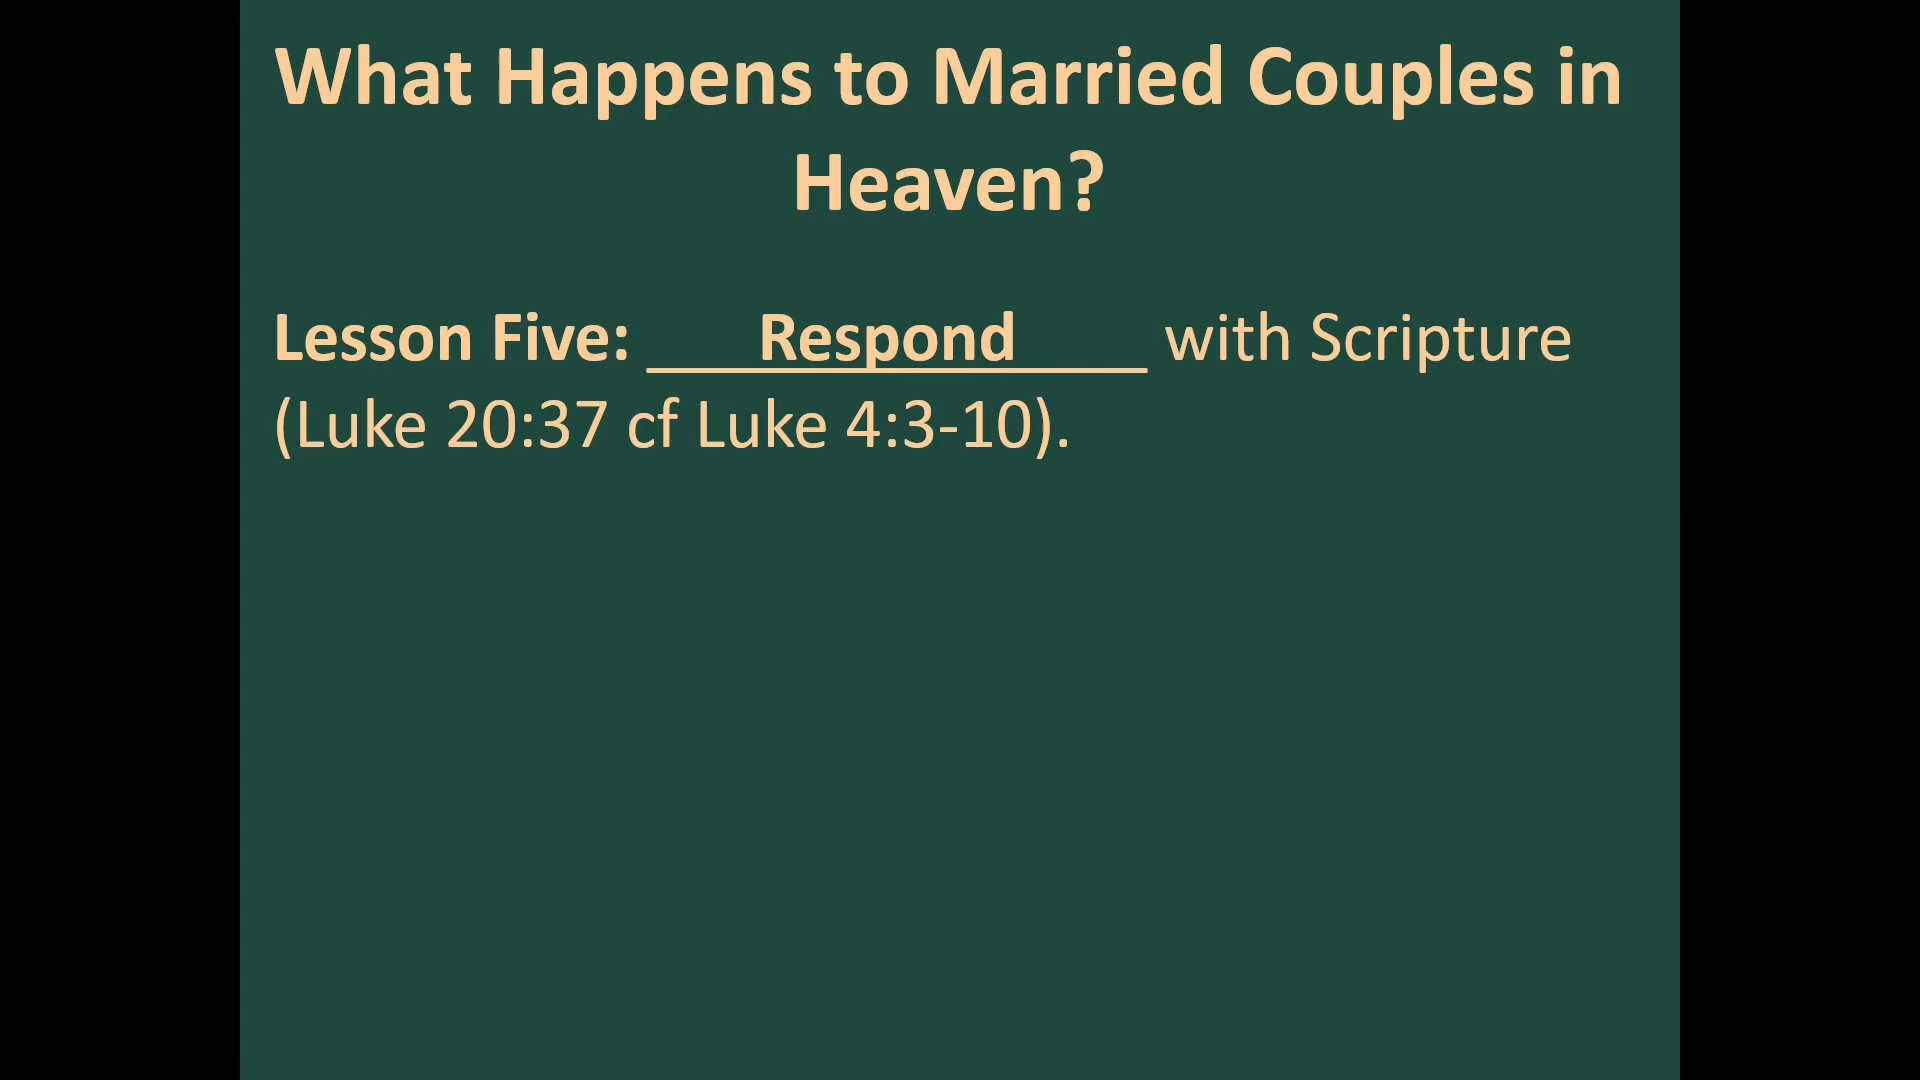 What Happens to Married Couples in
Heaven?
Lesson Five: Respond with Scripture
(Luke 20:37 cf Luke 4:3-10).